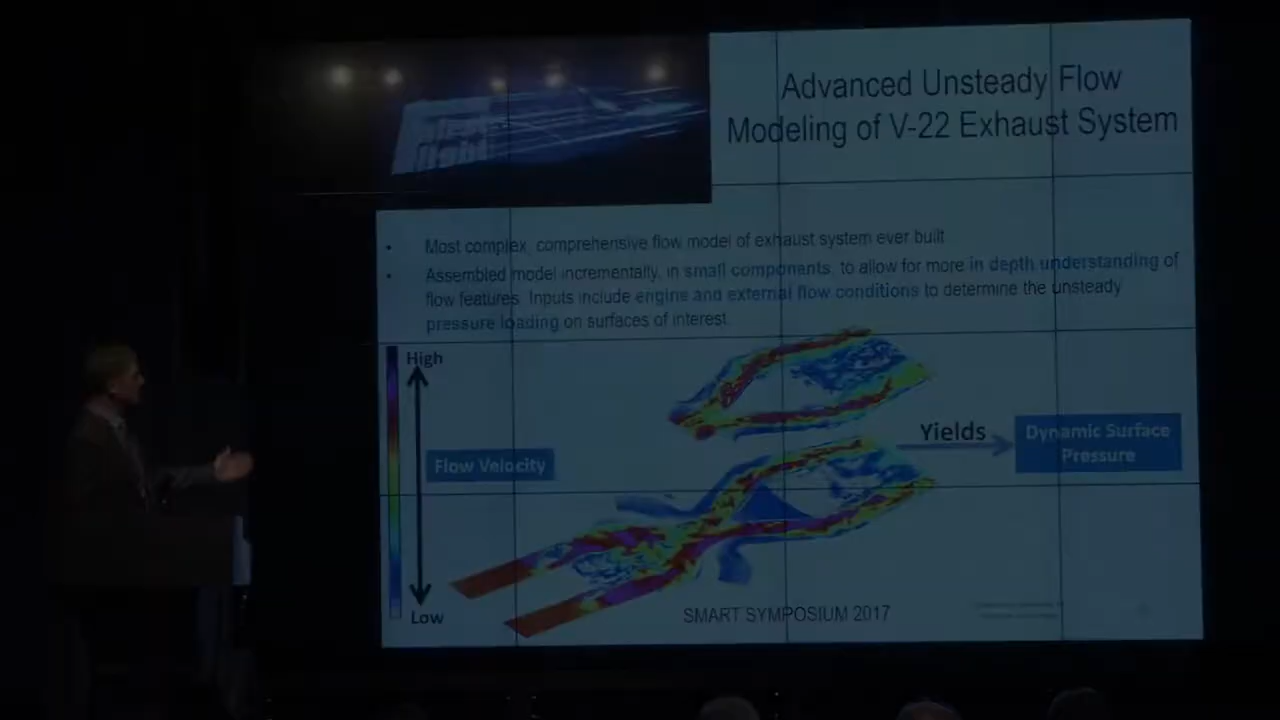 Advanced Unsteady Flow
Modeling of V-22 Exhaust System
• Most complex, comprehensive flow model of exhaust system ever built
• Assembled model incrementally, in small components, to allow for more in depth understanding of
flow features. Inputs include engine and external flow conditions to determine the unsteady
pressure loading on surfaces of interest.
High
Flow Velocity
Low
Yields
Dynamic Surface
Pressure
SMART SYMPOSIUM 2017